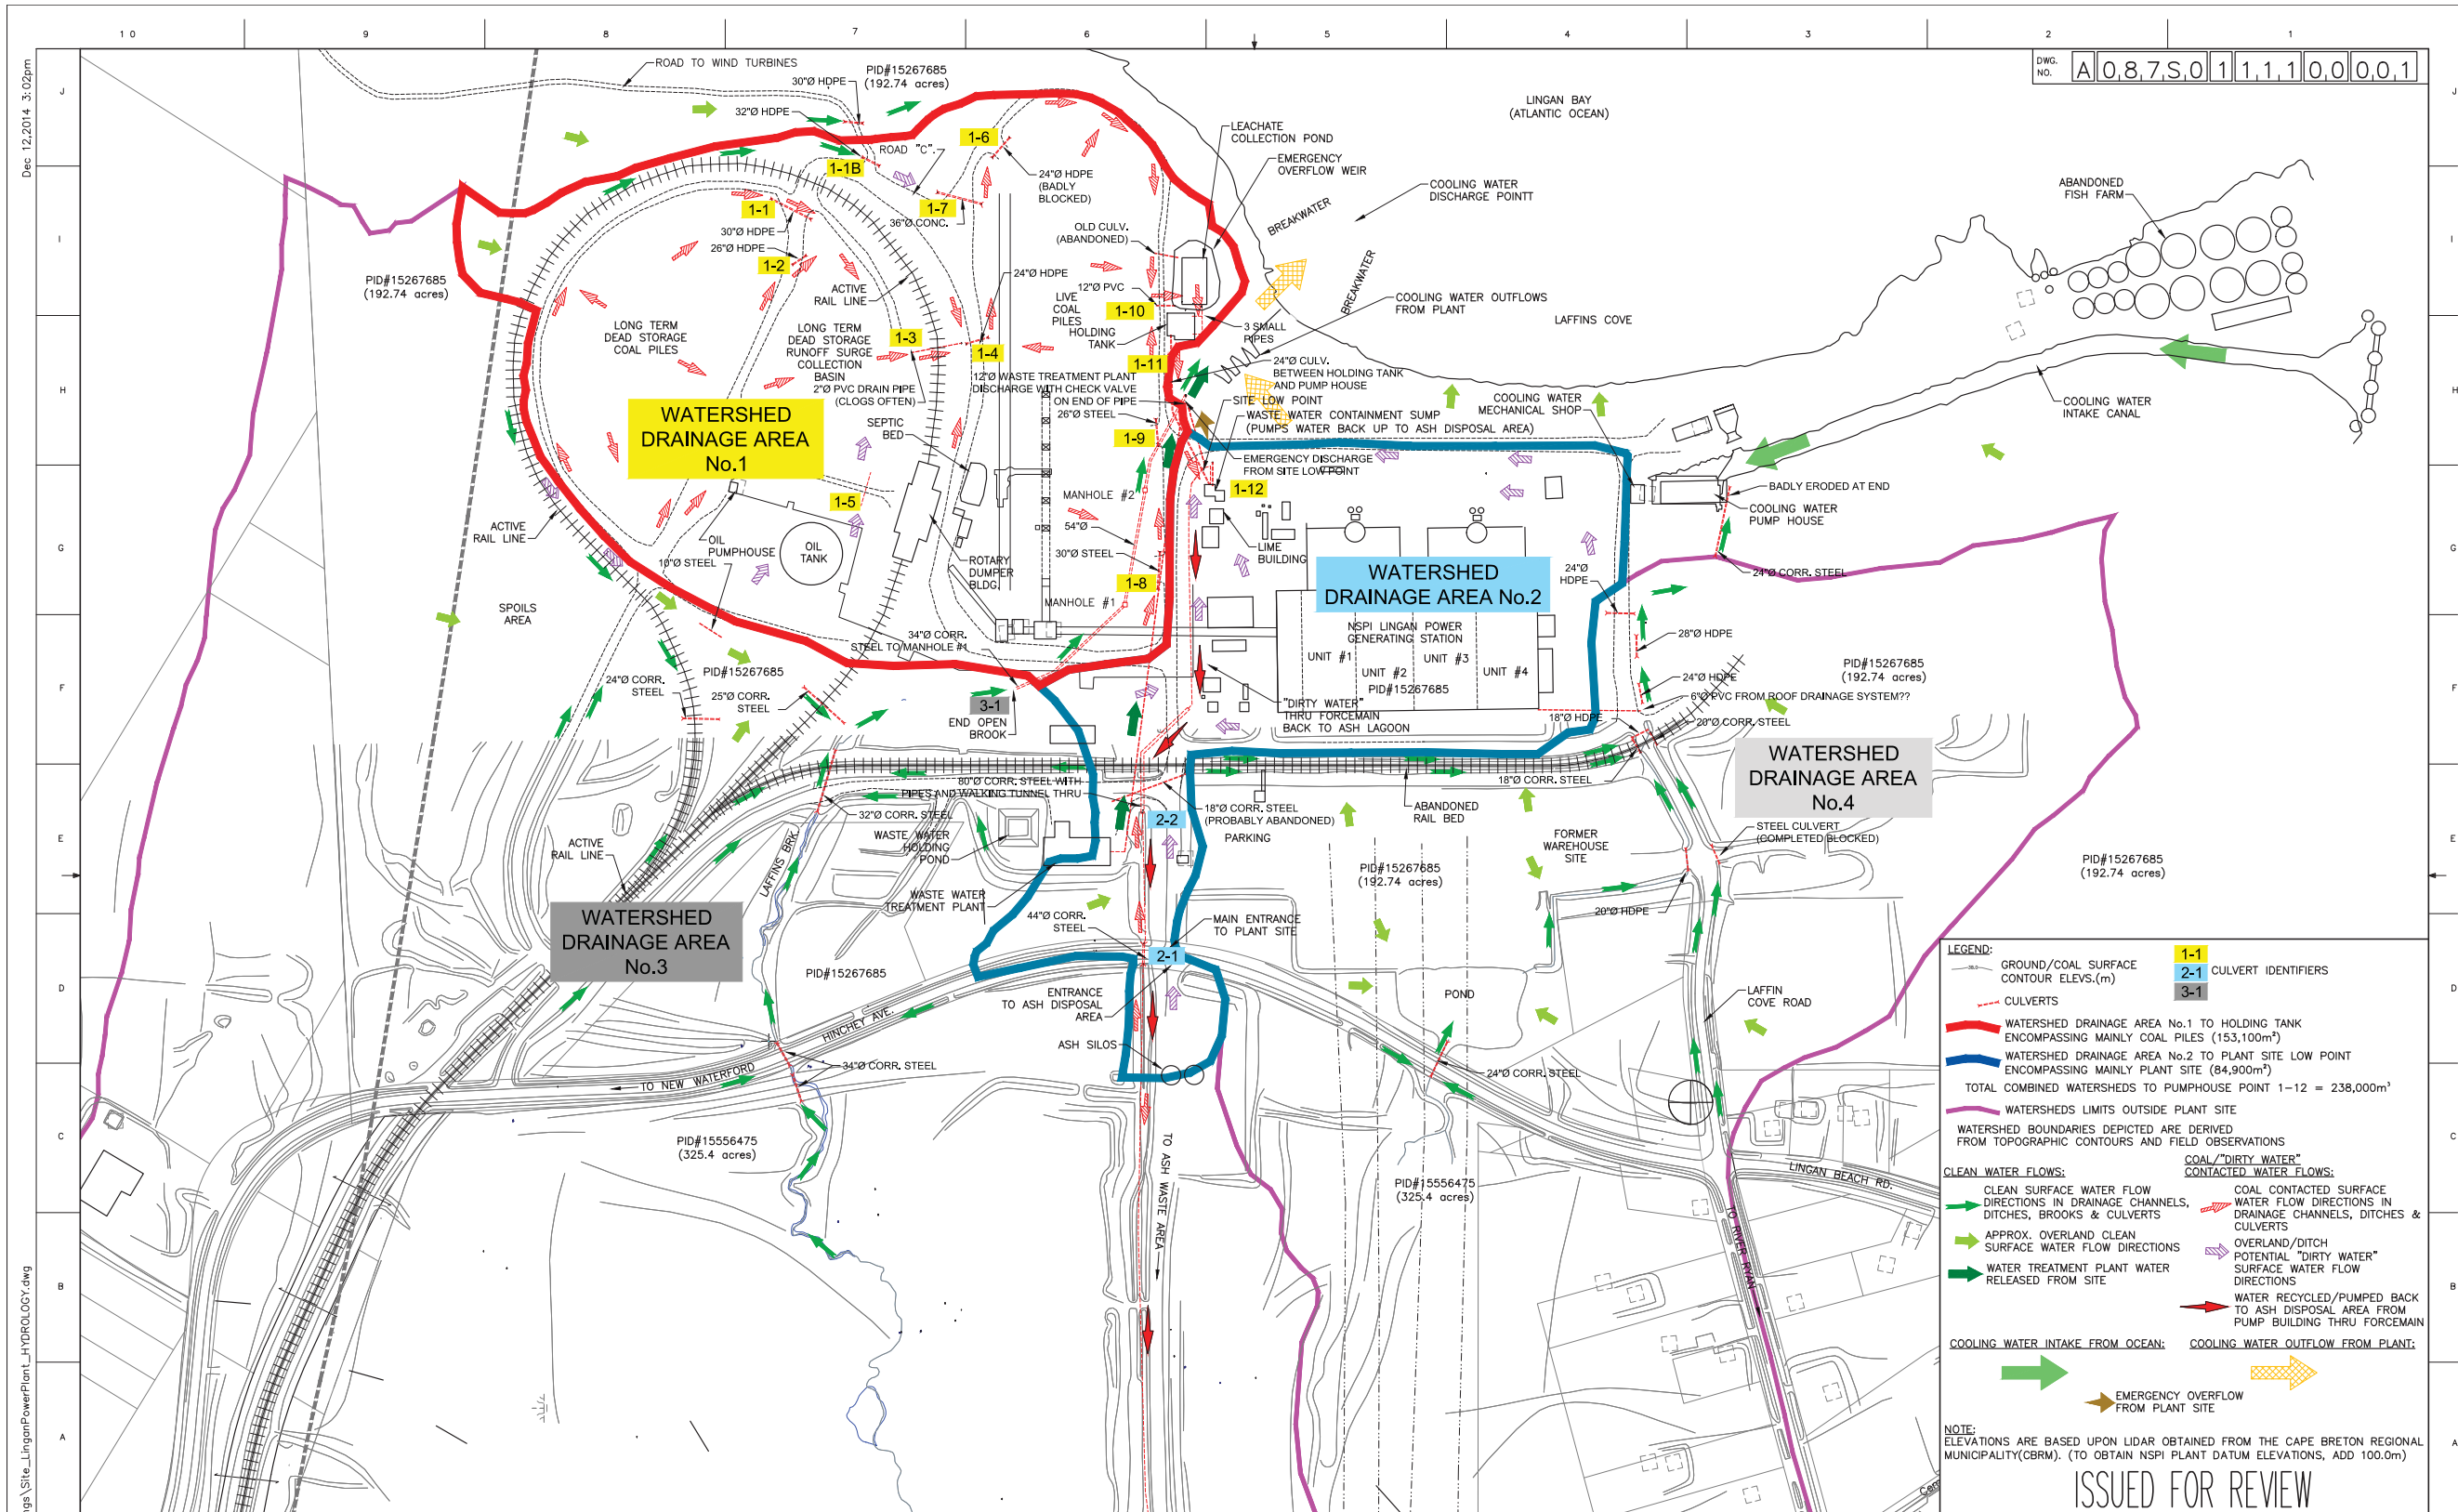 10 9 8 7 6 5 4 3 2 1
Dec 12,2014 3:02pm
DWG. NO. A 0,8,7,S,0 1 1,1,1 0,0 0,0,1
J
I
H
G
F
E
D
C
B
A
J
I
H
G
F
E
D
C
B
A
ROAD TO WIND TURBINES
30"Ø HDPE
PID#15267685
(192.74 acres)
32"Ø HDPE
ROAD "C".
1-6
1-1B
24"Ø HDPE
(BADLY
BLOCKED)
1-7
36"Ø CONC.
1-1
30"Ø HDPE
26"Ø HDPE
1-2
LEACHATE
COLLECTION POND
EMERGENCY
OVERFLOW WEIR
LINGAN BAY
(ATLANTIC OCEAN)
COOLING WATER
DISCHARGE POINTT
BREAKWATER
BREAKWATER
ABANDONED
FISH FARM
OLD CULV.
(ABANDONED)
PID#15267685
(192.74 acres)
ACTIVE
RAIL LINE
24"Ø HDPE
LIVE
COAL
PILES
12"Ø PVC
1-10
HOLDING
TANK
3 SMALL
PIPES
COOLING WATER OUTFLOWS
FROM PLANT
LAFFINS COVE
LONG TERM
DEAD STORAGE
COAL PILES
LONG TERM
DEAD STORAGE
RUNOFF SURGE
COLLECTION
BASIN
2"Ø PVC DRAIN PIPE
(CLOGS OFTEN)
1-3
1-4
1-11
24"Ø CULV.
BETWEEN HOLDING TANK
AND PUMP HOUSE
12"Ø WASTE TREATMENT PLANT
DISCHARGE WITH CHECK VALVE
ON END OF PIPE
26"Ø STEEL
1-9
SITE LOW POINT
WASTE WATER CONTAINMENT SUMP
(PUMPS WATER BACK UP TO ASH DISPOSAL AREA)
COOLING WATER
MECHANICAL SHOP
COOLING WATER
INTAKE CANAL
WATERSHED
DRAINAGE AREA
No.1
SEPTIC
BED
EMERGENCY DISCHARGE
FROM SITE LOW POINT
1-12
MANHOLE #2
1-5
54"Ø
30"Ø STEEL
1-8
MANHOLE #1
LIME
BUILDING
BADLY ERODED AT END
COOLING WATER
PUMP HOUSE
24"Ø CORR. STEEL
24"Ø
HDPE
ACTIVE
RAIL LINE
OIL
PUMPHOUSE
OIL
TANK
10"Ø STEEL
ROTARY
DUMPER
BLDG.
SPOILS
AREA
WATERSHED
DRAINAGE AREA No.2
NSPI LINGAN POWER
GENERATING STATION
UNIT #1
UNIT #2
UNIT #3
UNIT #4
PID#15267685
34"Ø CORR.
STEEL TO MANHOLE #1
28"Ø HDPE
24"Ø HDPE
6"Ø PVC FROM ROOF DRAINAGE SYSTEM??
PID#15267685
(192.74 acres)
24"Ø CORR.
STEEL
PID#15267685
25"Ø CORR.
STEEL
3-1
END OPEN
BROOK
"DIRTY WATER"
THRU FORCEMAIN
BACK TO ASH LAGOON
18"Ø HDPE
20"Ø CORR. STEEL
18"Ø CORR. STEEL
WATERSHED
DRAINAGE AREA
No.4
80"Ø CORR. STEEL WITH
PIPES AND WALKING TUNNEL THRU
32"Ø CORR. STEEL
2-2
18"Ø CORR. STEEL
(PROBABLY ABANDONED)
PARKING
ABANDONED
RAIL BED
FORMER
WAREHOUSE
SITE
STEEL CULVERT
(COMPLETED BLOCKED)
ACTIVE
RAIL LINE
LAFFINS BRK.
WASTE WATER
HOLDING
POND
WASTE WATER
TREATMENT PLANT
PID#15267685
(192.74 acres)
PID#15267685
(192.74 acres)
WATERSHED
DRAINAGE AREA
No.3
44"Ø CORR.
STEEL
MAIN ENTRANCE
TO PLANT SITE
2-1
20"Ø HDPE
PID#15267685
ENTRANCE
TO ASH DISPOSAL
AREA
ASH SILOS
HINCHEY AVE.
POND
LAFFIN
COVE ROAD
TO NEW WATERFORD
34"Ø CORR. STEEL
24"Ø CORR. STEEL
PID#15556475
(325.4 acres)
TO ASH WASTE AREA
PID#15556475
(325.4 acres)
LINGAN BEACH RD.
TO RIVER RYAN
LEGEND:
GROUND/COAL SURFACE
CONTOUR ELEVS.(m)
1-1
2-1
3-1
CULVERT IDENTIFIERS
CULVERTS
WATERSHED DRAINAGE AREA No.1 TO HOLDING TANK
ENCOMPASSING MAINLY COAL PILES (153,100m²)
WATERSHED DRAINAGE AREA No.2 TO PLANT SITE LOW POINT
ENCOMPASSING MAINLY PLANT SITE (84,900m²)
TOTAL COMBINED WATERSHEDS TO PUMPHOUSE POINT 1-12 = 238,000m³
WATERSHEDS LIMITS OUTSIDE PLANT SITE
WATERSHED BOUNDARIES DEPICTED ARE DERIVED
FROM TOPOGRAPHIC CONTOURS AND FIELD OBSERVATIONS
CLEAN WATER FLOWS:
CLEAN SURFACE WATER FLOW
DIRECTIONS IN DRAINAGE CHANNELS,
DITCHES, BROOKS & CULVERTS
APPROX. OVERLAND CLEAN
SURFACE WATER FLOW DIRECTIONS
WATER TREATMENT PLANT WATER
RELEASED FROM SITE
COAL/"DIRTY WATER"
CONTACTED WATER FLOWS:
COAL CONTACTED SURFACE
WATER FLOW DIRECTIONS IN
DRAINAGE CHANNELS, DITCHES &
CULVERTS
OVERLAND/DITCH
POTENTIAL "DIRTY WATER"
SURFACE WATER FLOW
DIRECTIONS
WATER RECYCLED/PUMPED BACK
TO ASH DISPOSAL AREA FROM
PUMP BUILDING THRU FORCEMAIN
COOLING WATER INTAKE FROM OCEAN:
COOLING WATER OUTFLOW FROM PLANT:
EMERGENCY OVERFLOW
FROM PLANT SITE
NOTE:
ELEVATIONS ARE BASED UPON LIDAR OBTAINED FROM THE CAPE BRETON REGIONAL
MUNICIPALITY(CBRM). (TO OBTAIN NSPI PLANT DATUM ELEVATIONS, ADD 100.0m)
ISSUED FOR REVIEW
ngs\Site_LinganPowerPlant_HYDROLOGY.dwg